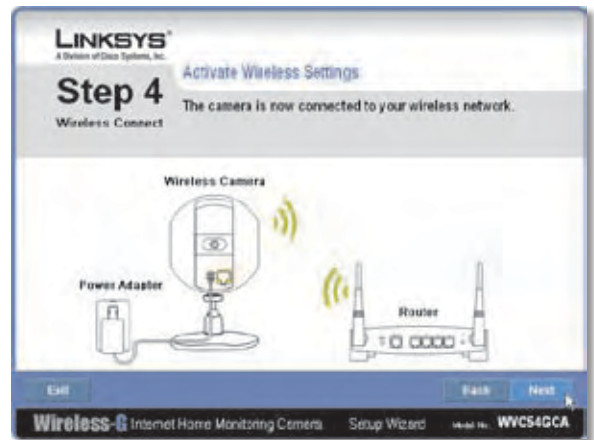 LINKSYS®
A Division of Cisco Systems, Inc.
Step 4
Wireless Connect
Activate Wireless Settings
The camera is now connected to your wireless network.
Wireless Camera
Power Adapter
Router
Exit
Back
Next
Wireless-G Internet Home Monitoring Camera
Setup Wizard
Model No. WVC54GCA